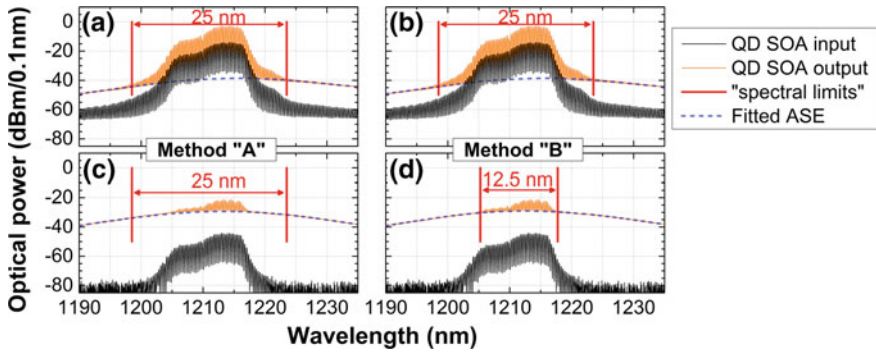 (a)
25 nm
(b)
25 nm
QD SOA input
QD SOA output
"spectral limits"
Fitted ASE
Optical power (dBm/0.1nm)
0
-20
-40
-60
-80
Method "A"
Method "B"
(c)
25 nm
(d)
12.5 nm
0
-20
-40
-60
-80
1190 1200 1210 1220 1230
1190 1200 1210 1220 1230
Wavelength (nm)